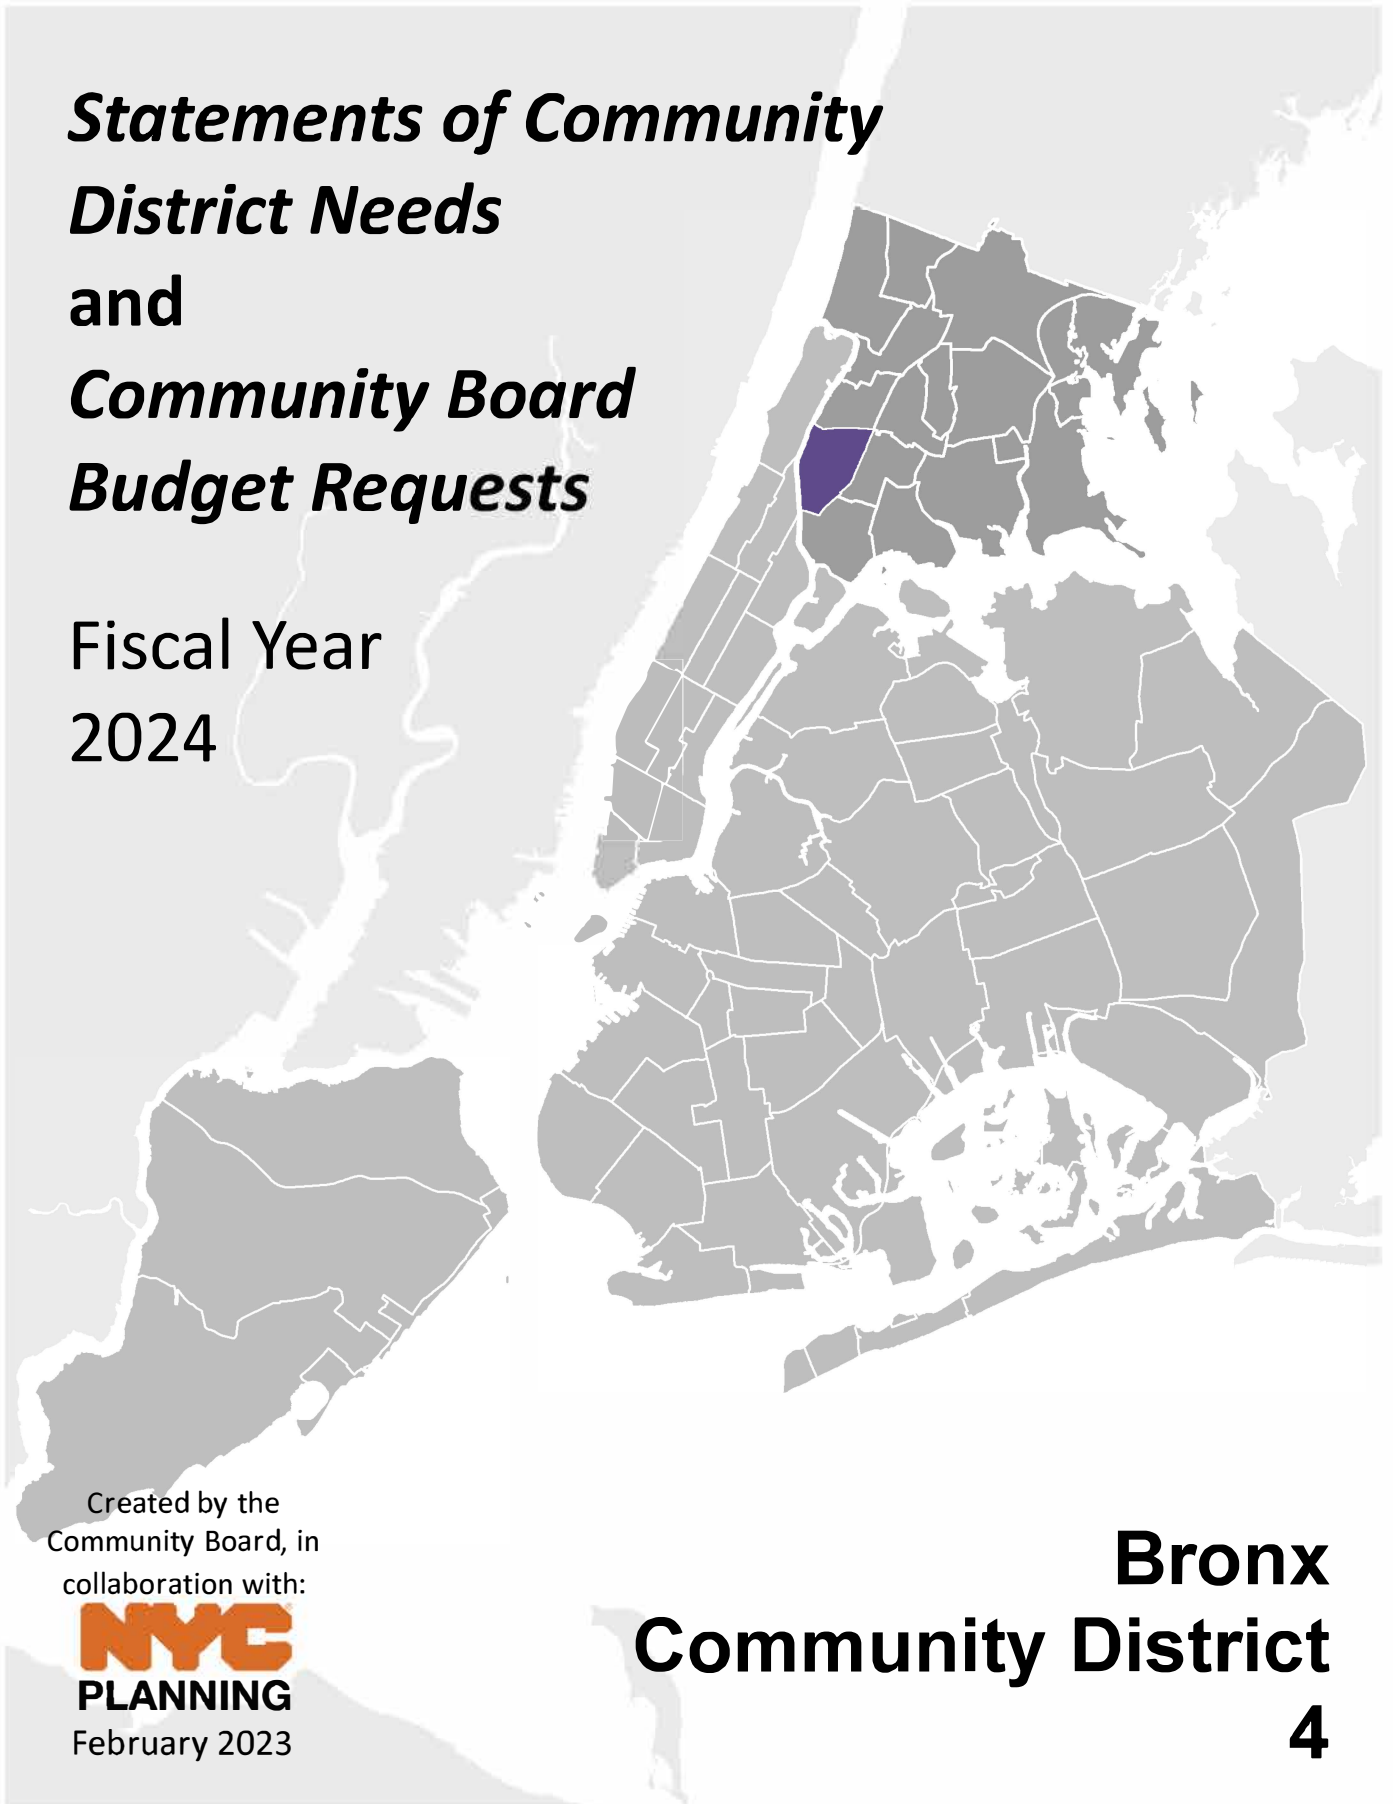 Statements of Community
District Needs
and
Community Board
Budget Requests
Fiscal Year
2024
Created by the
Community Board, in
collaboration with:
NYC
PLANNING
February 2023
Bronx
Community District
4